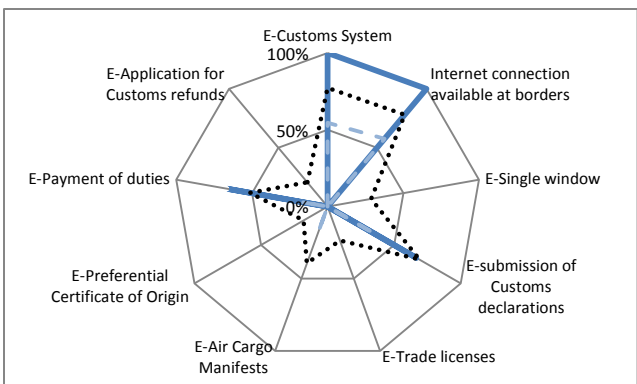 E-Customs System
100%
Internet connection
available at borders
E-Application for
Customs refunds
50%
E-Payment of duties
E-Single window
0%
E-Preferential
Certificate of Origin
E-submission of
Customs
declarations
E-Air Cargo
Manifests
E-Trade licenses